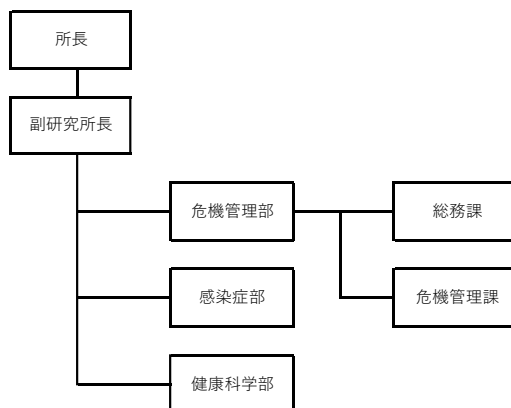 所長
副研究所長
危機管理部
総務課
感染症部
危機管理課
健康科学部